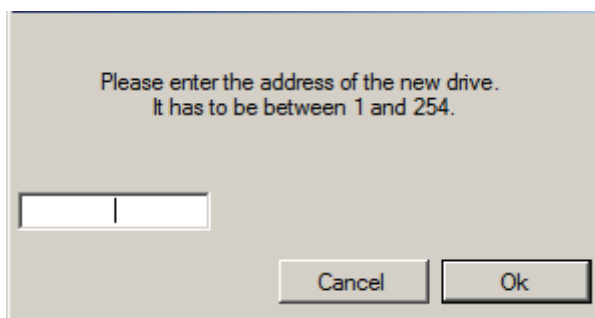 Please enter the address of the new drive.
It has to be between 1 and 254.
Cancel
Ok